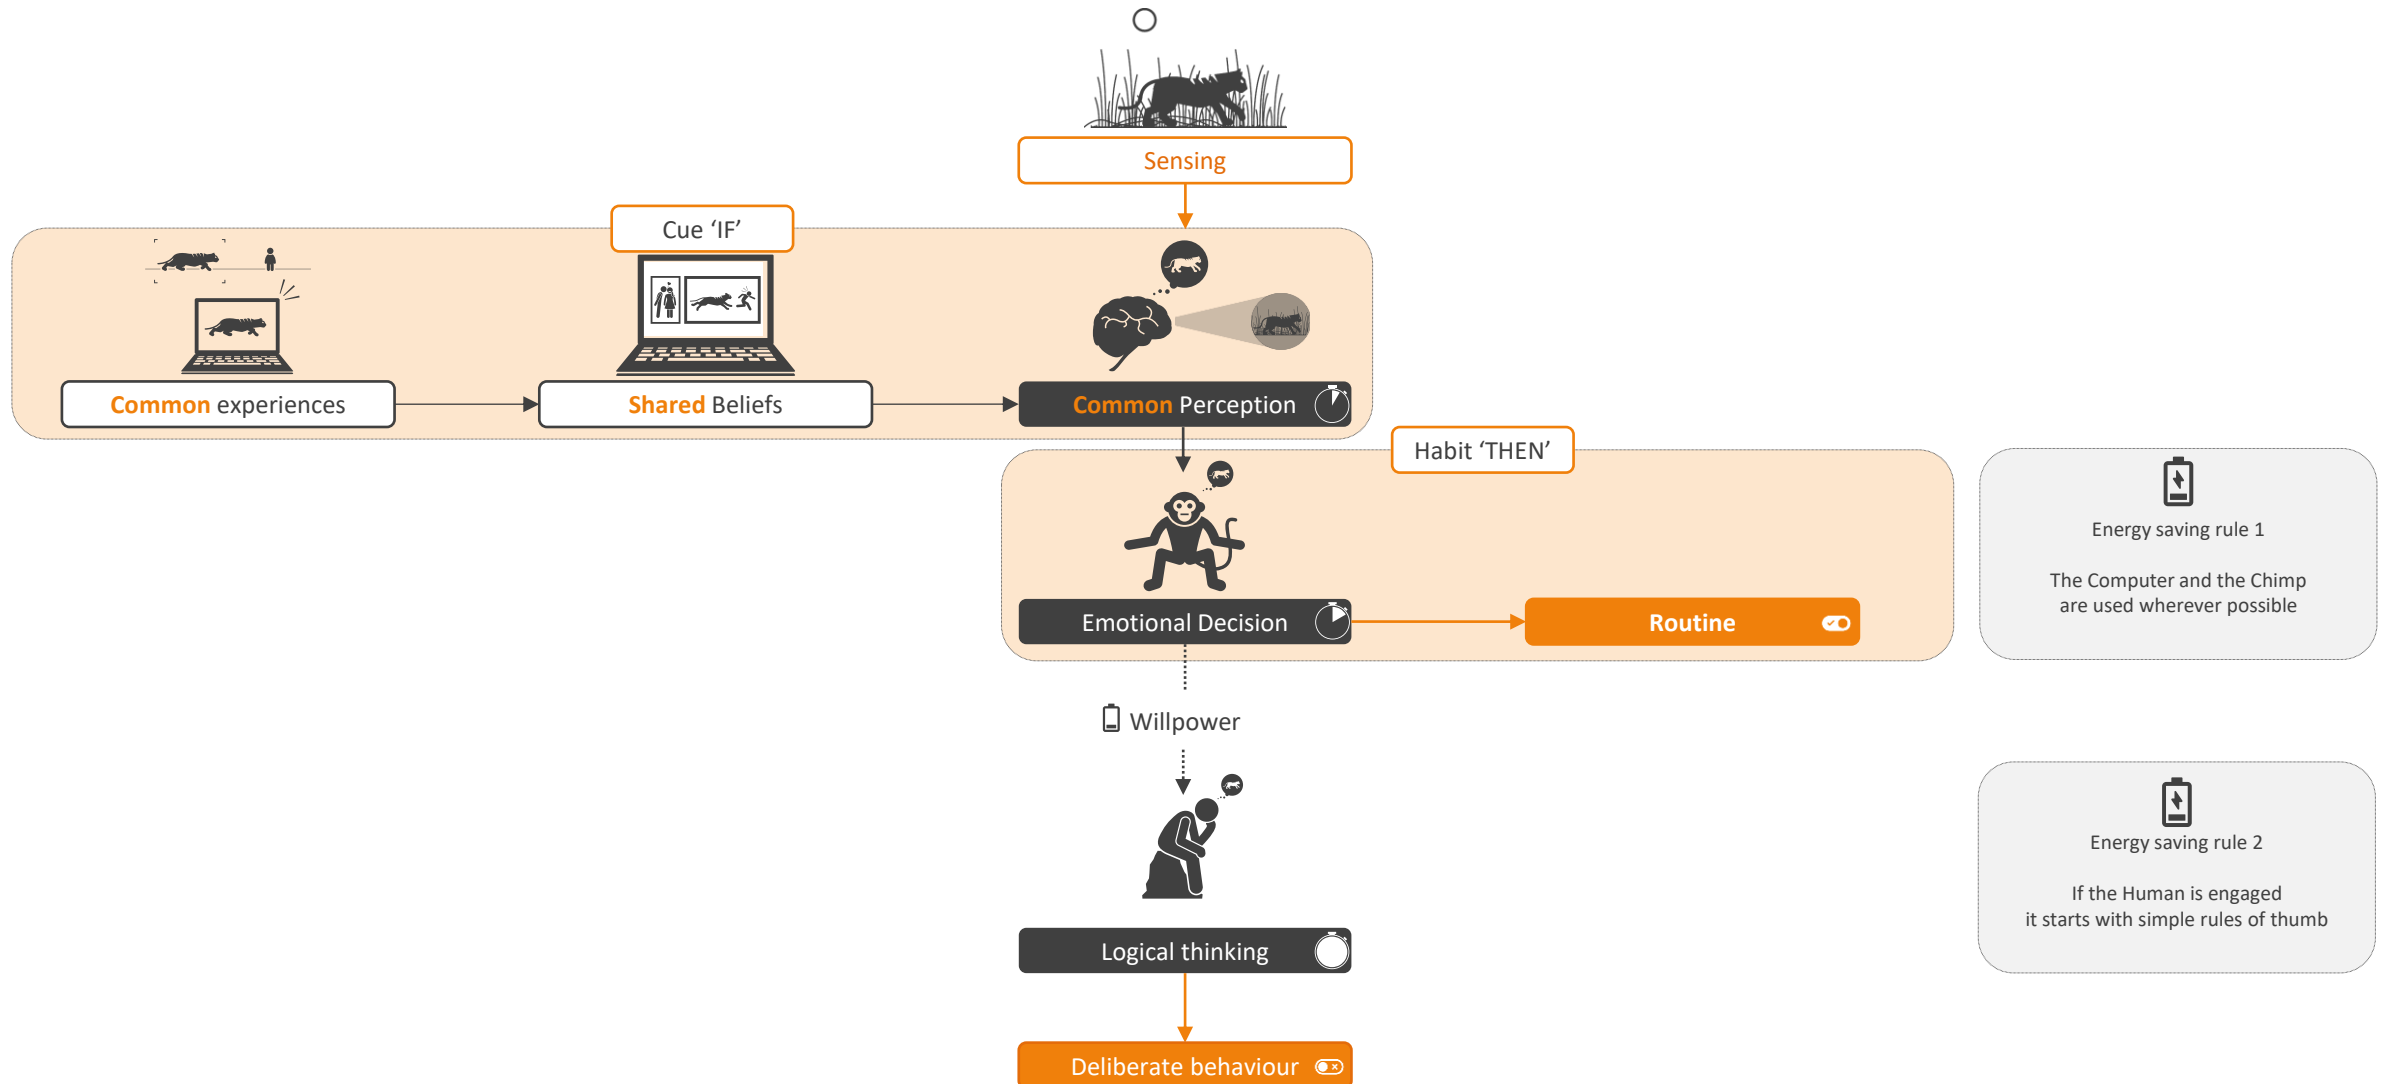 Sensing
Cue ‘IF’
Common experiences
Shared Beliefs
Common Perception
Habit ‘THEN’
Emotional Decision
Routine
Energy saving rule 1
The Computer and the Chimp
are used wherever possible
Willpower
Energy saving rule 2
If the Human is engaged
it starts with simple rules of thumb
Logical thinking
Deliberate behaviour